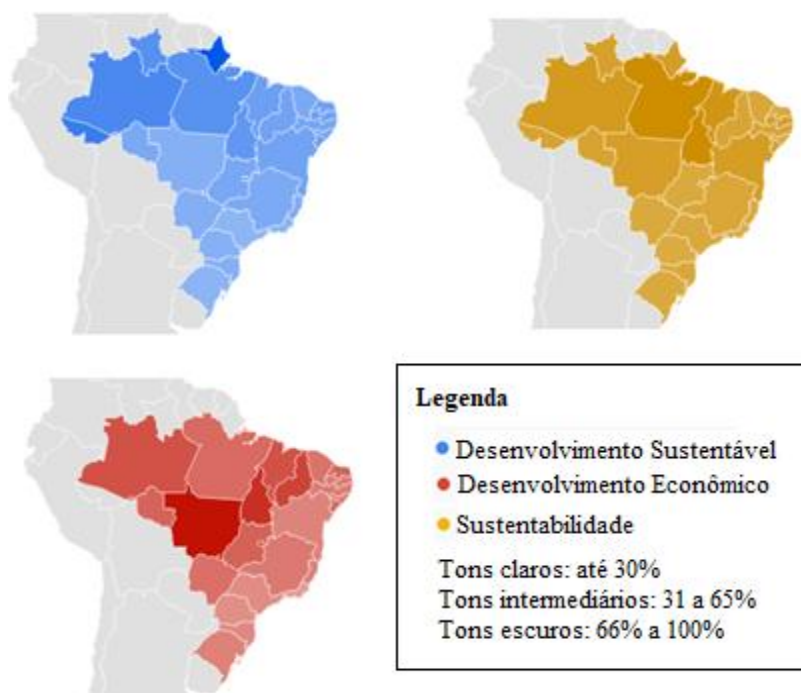 Legenda
Desenvolvimento Sustentável
Desenvolvimento Econômico
Sustentabilidade
Tons claros: até 30%
Tons intermediários: 31 a 65%
Tons escuros: 66% a 100%